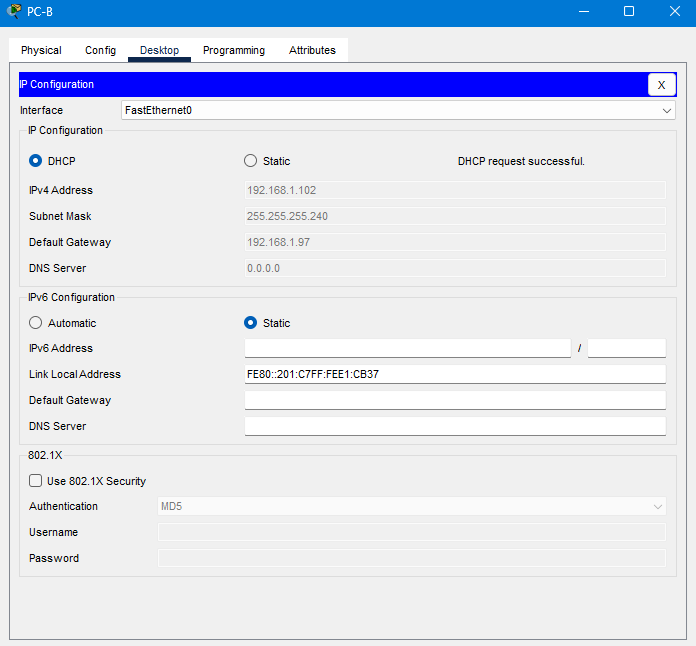 PC-B
Physical Config Desktop Programming Attributes
IP Configuration X
Interface FastEthernet0
IP Configuration
DHCP Static DHCP request successful.
IPv4 Address 192.168.1.102
Subnet Mask 255.255.255.240
Default Gateway 192.168.1.97
DNS Server 0.0.0.0
IPv6 Configuration
Automatic Static
IPv6 Address /
Link Local Address FE80::201:C7FF:FEE1:CB37
Default Gateway
DNS Server
802.1X
Use 802.1X Security
Authentication MD5
Username
Password